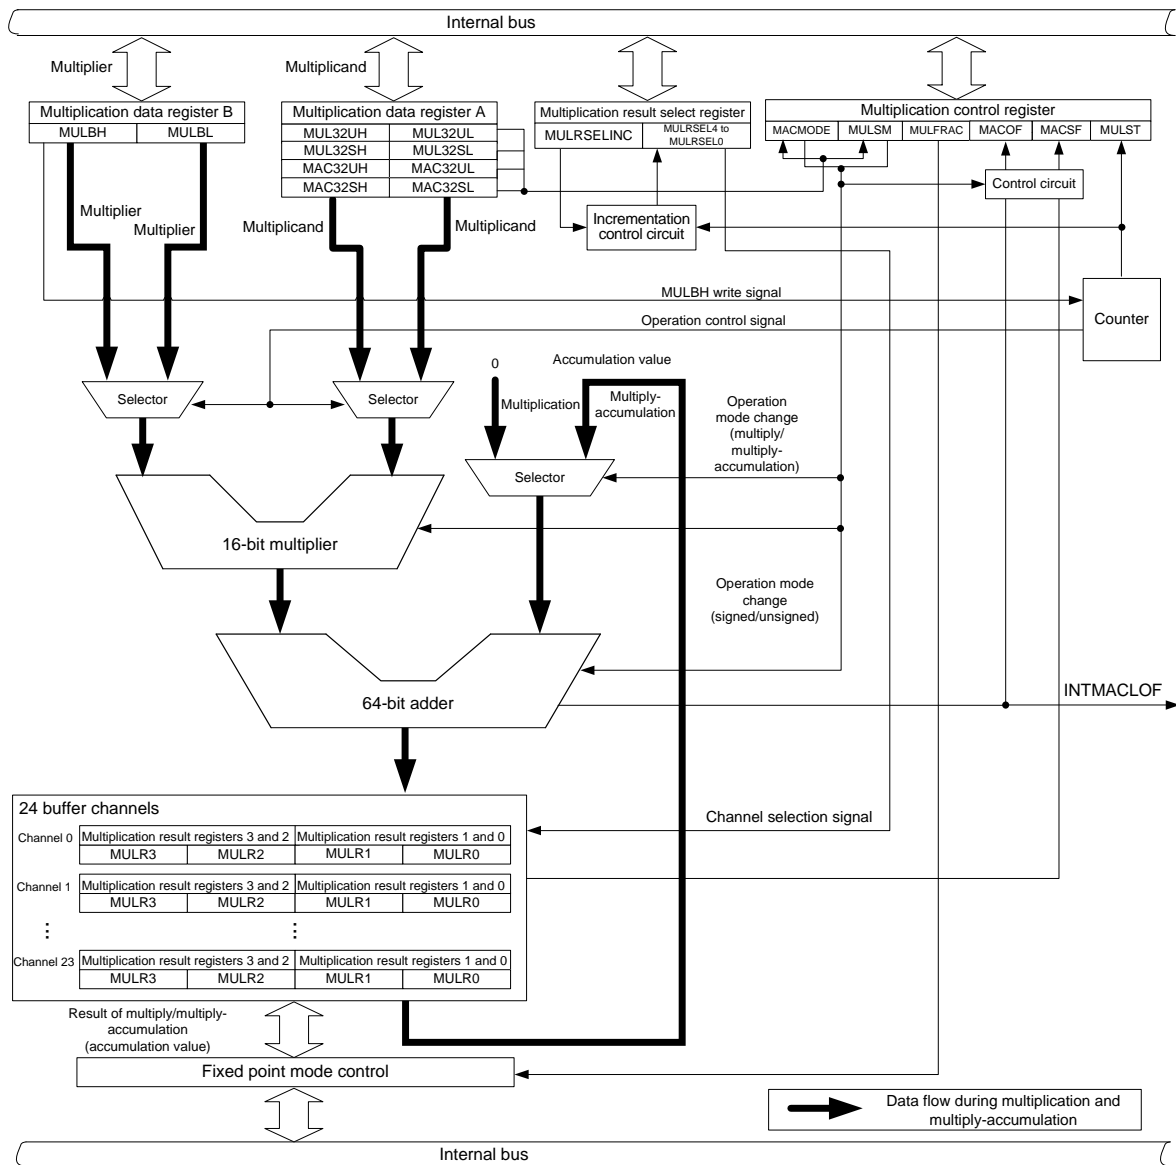 Internal bus
Multiplier
Multiplicand
Multiplication data register B
MULBH MULBL
Multiplication data register A
MUL32UH MUL32UL
MUL32SH MUL32SL
MAC32UH MAC32UL
MAC32SH MAC32SL
Multiplication result select register
MULRSELINC
MULRSEL4 to
MULRSEL0
Multiplication control register
MACMODE MULSM MULFRAC MACOF MACSF MULST
Control circuit
Incrementation
control circuit
Multiplier
Multiplier
Multiplicand
Multiplicand
MULBH write signal
Operation control signal
Counter
Selector
Selector
0
Accumulation value
Multiplication
Multiply-
accumulation
Selector
Operation
mode change
(multiply/
multiply-
accumulation)
16-bit multiplier
Operation mode
change
(signed/unsigned)
64-bit adder
INTMACLOF
24 buffer channels
Channel selection signal
Channel 0
Multiplication result registers 3 and 2 Multiplication result registers 1 and 0
MULR3 MULR2 MULR1 MULR0
Channel 1
Multiplication result registers 3 and 2 Multiplication result registers 1 and 0
MULR3 MULR2 MULR1 MULR0
⋮ ⋮
Channel 23
Multiplication result registers 3 and 2 Multiplication result registers 1 and 0
MULR3 MULR2 MULR1 MULR0
Result of multiply/multiply-
accumulation
(accumulation value)
Fixed point mode control
Data flow during multiplication and
multiply-accumulation
Internal bus